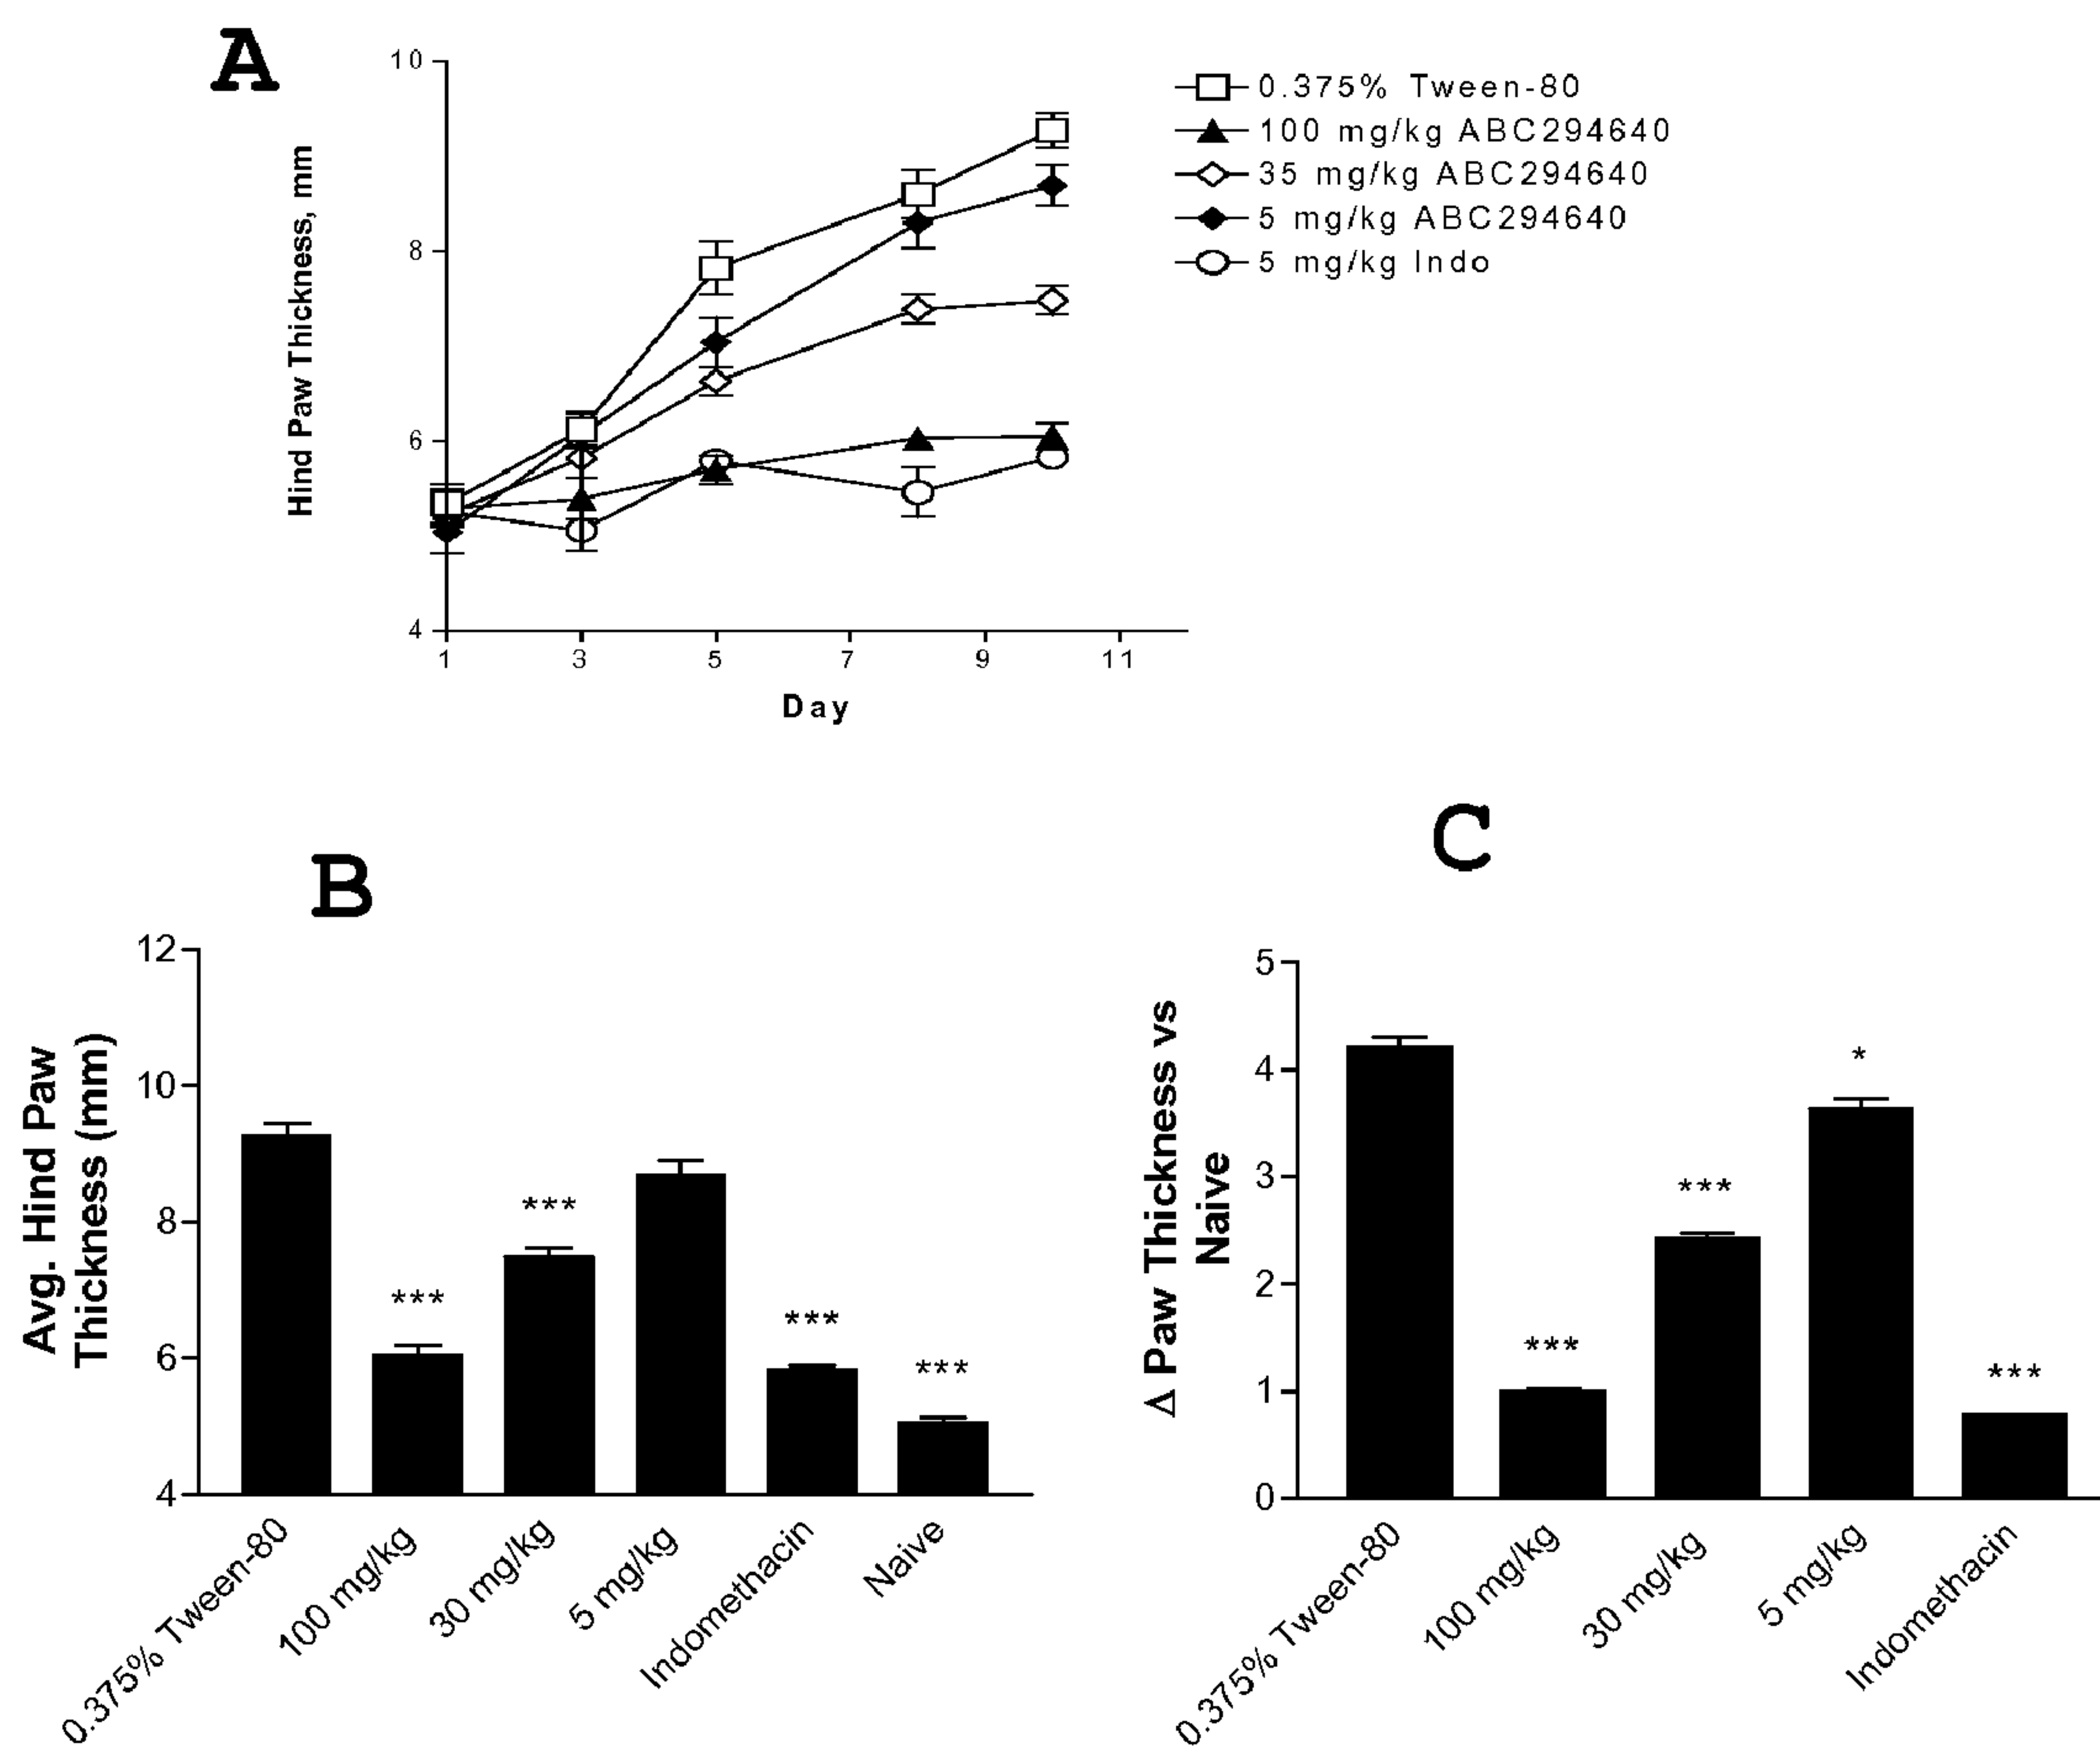 A
10
8
6
4
Hind Paw Thickness, mm
1 3 5 7 9 11
Day
0.375% Tween-80
100 mg/kg ABC294640
35 mg/kg ABC294640
5 mg/kg ABC294640
5 mg/kg Indo
B
12
10
8
6
4
Avg. Hind Paw
Thickness (mm)
***
***
***
***
0.375% Tween-80
100 mg/kg
30 mg/kg
5 mg/kg
Indomethacin
Naive
C
5
4
3
2
1
0
Δ Paw Thickness vs
Naive
***
***
*
***
0.375% Tween-80
100 mg/kg
30 mg/kg
5 mg/kg
Indomethacin